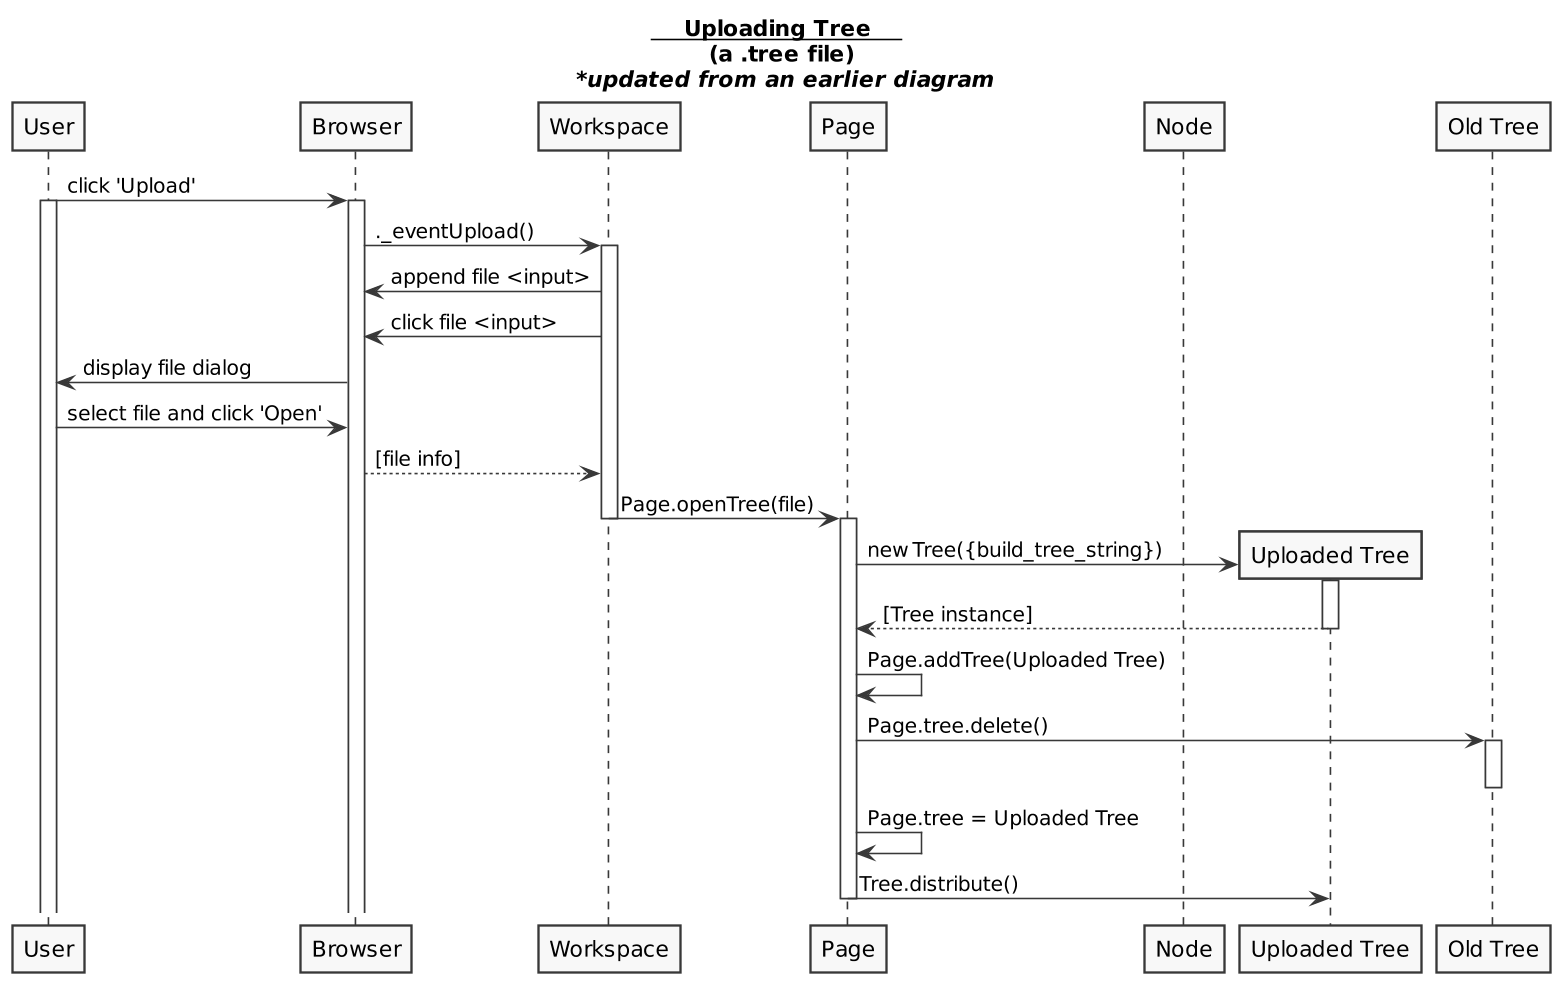 Uploading Tree
(a .tree file)
*updated from an earlier diagram
User
Browser
Workspace
Page
Node
Old Tree
click 'Upload'
._eventUpload()
append file <input>
click file <input>
display file dialog
select file and click 'Open'
[file info]
Page.openTree(file)
new Tree({build_tree_string})
Uploaded Tree
[Tree instance]
Page.addTree(Uploaded Tree)
Page.tree.delete()
Page.tree = Uploaded Tree
Tree.distribute()
User
Browser
Workspace
Page
Node
Uploaded Tree
Old Tree